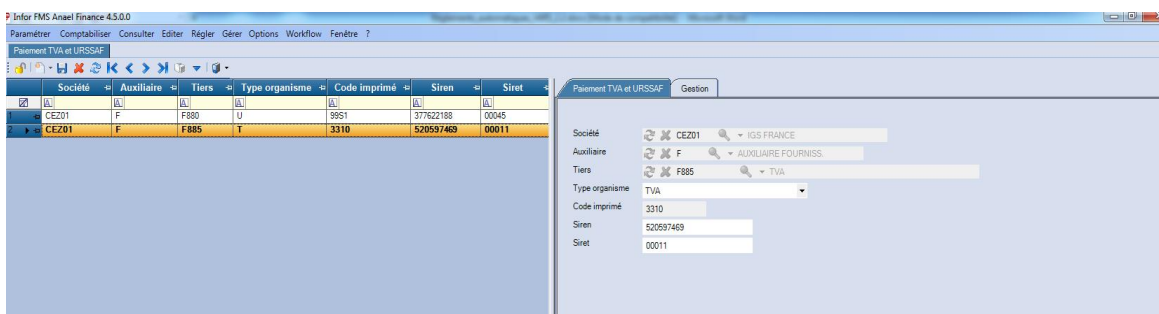 Infor FMS Anael Finance 4.5.0.0
Paramétrer Comptabiliser Consulter Editer Régler Gérer Options Workflow Fenêtre ?
Paiement TVA et URSSAF
Société Auxiliaire Tiers Type organisme Code imprimé Siren Siret
1 CEZ01 F F880 U 99S1 377622188 00045
2 CEZ01 F F885 T 3310 520597469 00011
Paiement TVA et URSSAF Gestion
Société CEZ01 IGS FRANCE
Auxiliaire F AUXILIAIRE FOURNISS.
Tiers F885 TVA
Type organisme TVA
Code imprimé 3310
Siren 520597469
Siret 00011